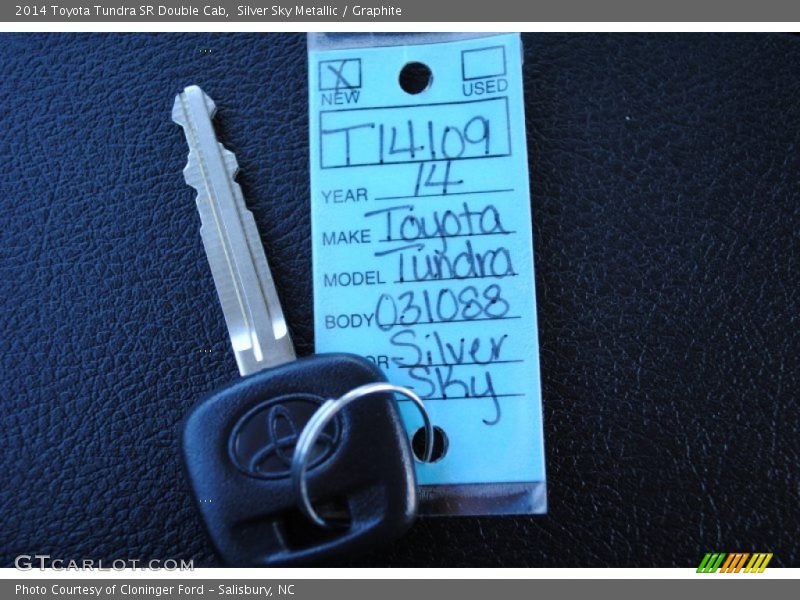 2014 Toyota Tundra SR Double Cab, Silver Sky Metallic / Graphite
X
NEW USED
T14109
YEAR 14
MAKE Toyota
MODEL Tundra
BODY 031088
OR Silver
Sky
GTCARLOT.COM
Photo Courtesy of Cloninger Ford - Salisbury, NC